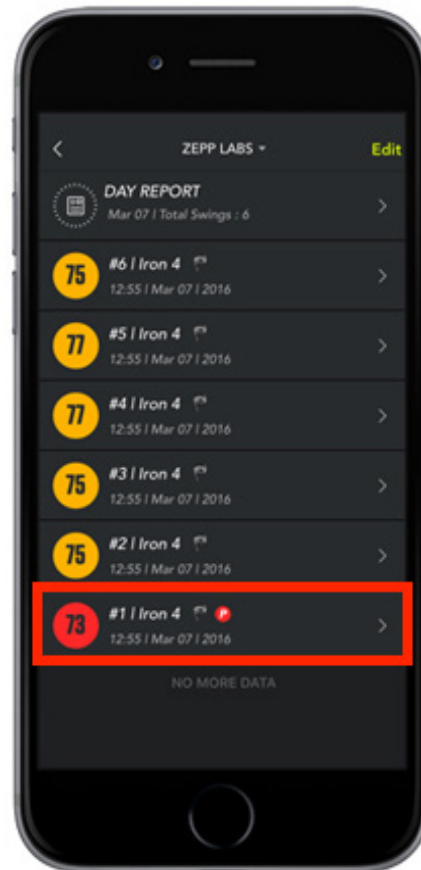 ZEPP LABS
Edit
DAY REPORT
Mar 07 | Total Swings : 6
75
#6 | Iron 4
12:55 | Mar 07 | 2016
77
#5 | Iron 4
12:55 | Mar 07 | 2016
77
#4 | Iron 4
12:55 | Mar 07 | 2016
75
#3 | Iron 4
12:55 | Mar 07 | 2016
75
#2 | Iron 4
12:55 | Mar 07 | 2016
73
#1 | Iron 4 P
12:55 | Mar 07 | 2016
NO MORE DATA